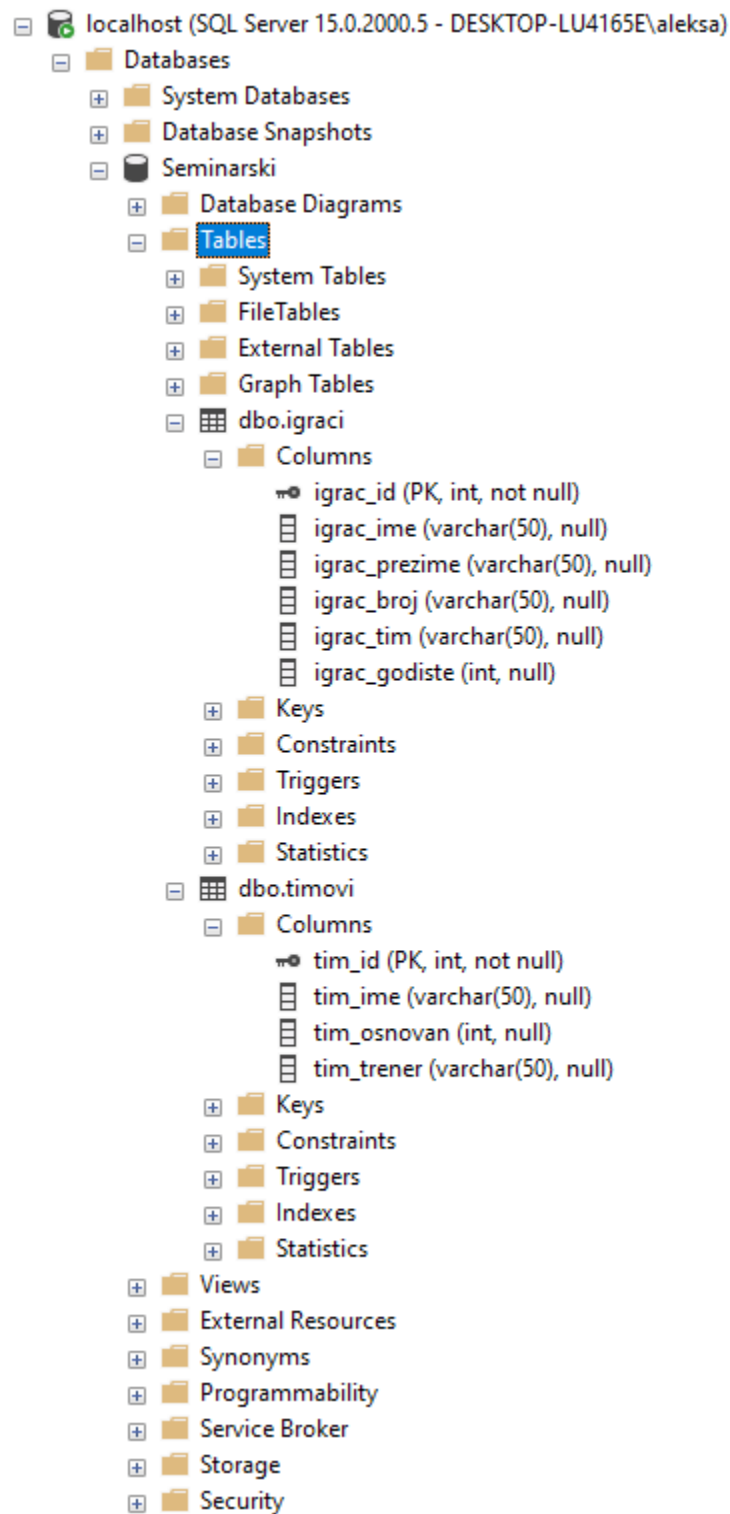 localhost (SQL Server 15.0.2000.5 - DESKTOP-LU4165E\aleksa)
Databases
System Databases
Database Snapshots
Seminarski
Database Diagrams
Tables
System Tables
FileTables
External Tables
Graph Tables
dbo.igraci
Columns
igrac_id (PK, int, not null)
igrac_ime (varchar(50), null)
igrac_prezime (varchar(50), null)
igrac_broj (varchar(50), null)
igrac_tim (varchar(50), null)
igrac_godiste (int, null)
Keys
Constraints
Triggers
Indexes
Statistics
dbo.timovi
Columns
tim_id (PK, int, not null)
tim_ime (varchar(50), null)
tim_osnovan (int, null)
tim_trener (varchar(50), null)
Keys
Constraints
Triggers
Indexes
Statistics
Views
External Resources
Synonyms
Programmability
Service Broker
Storage
Security